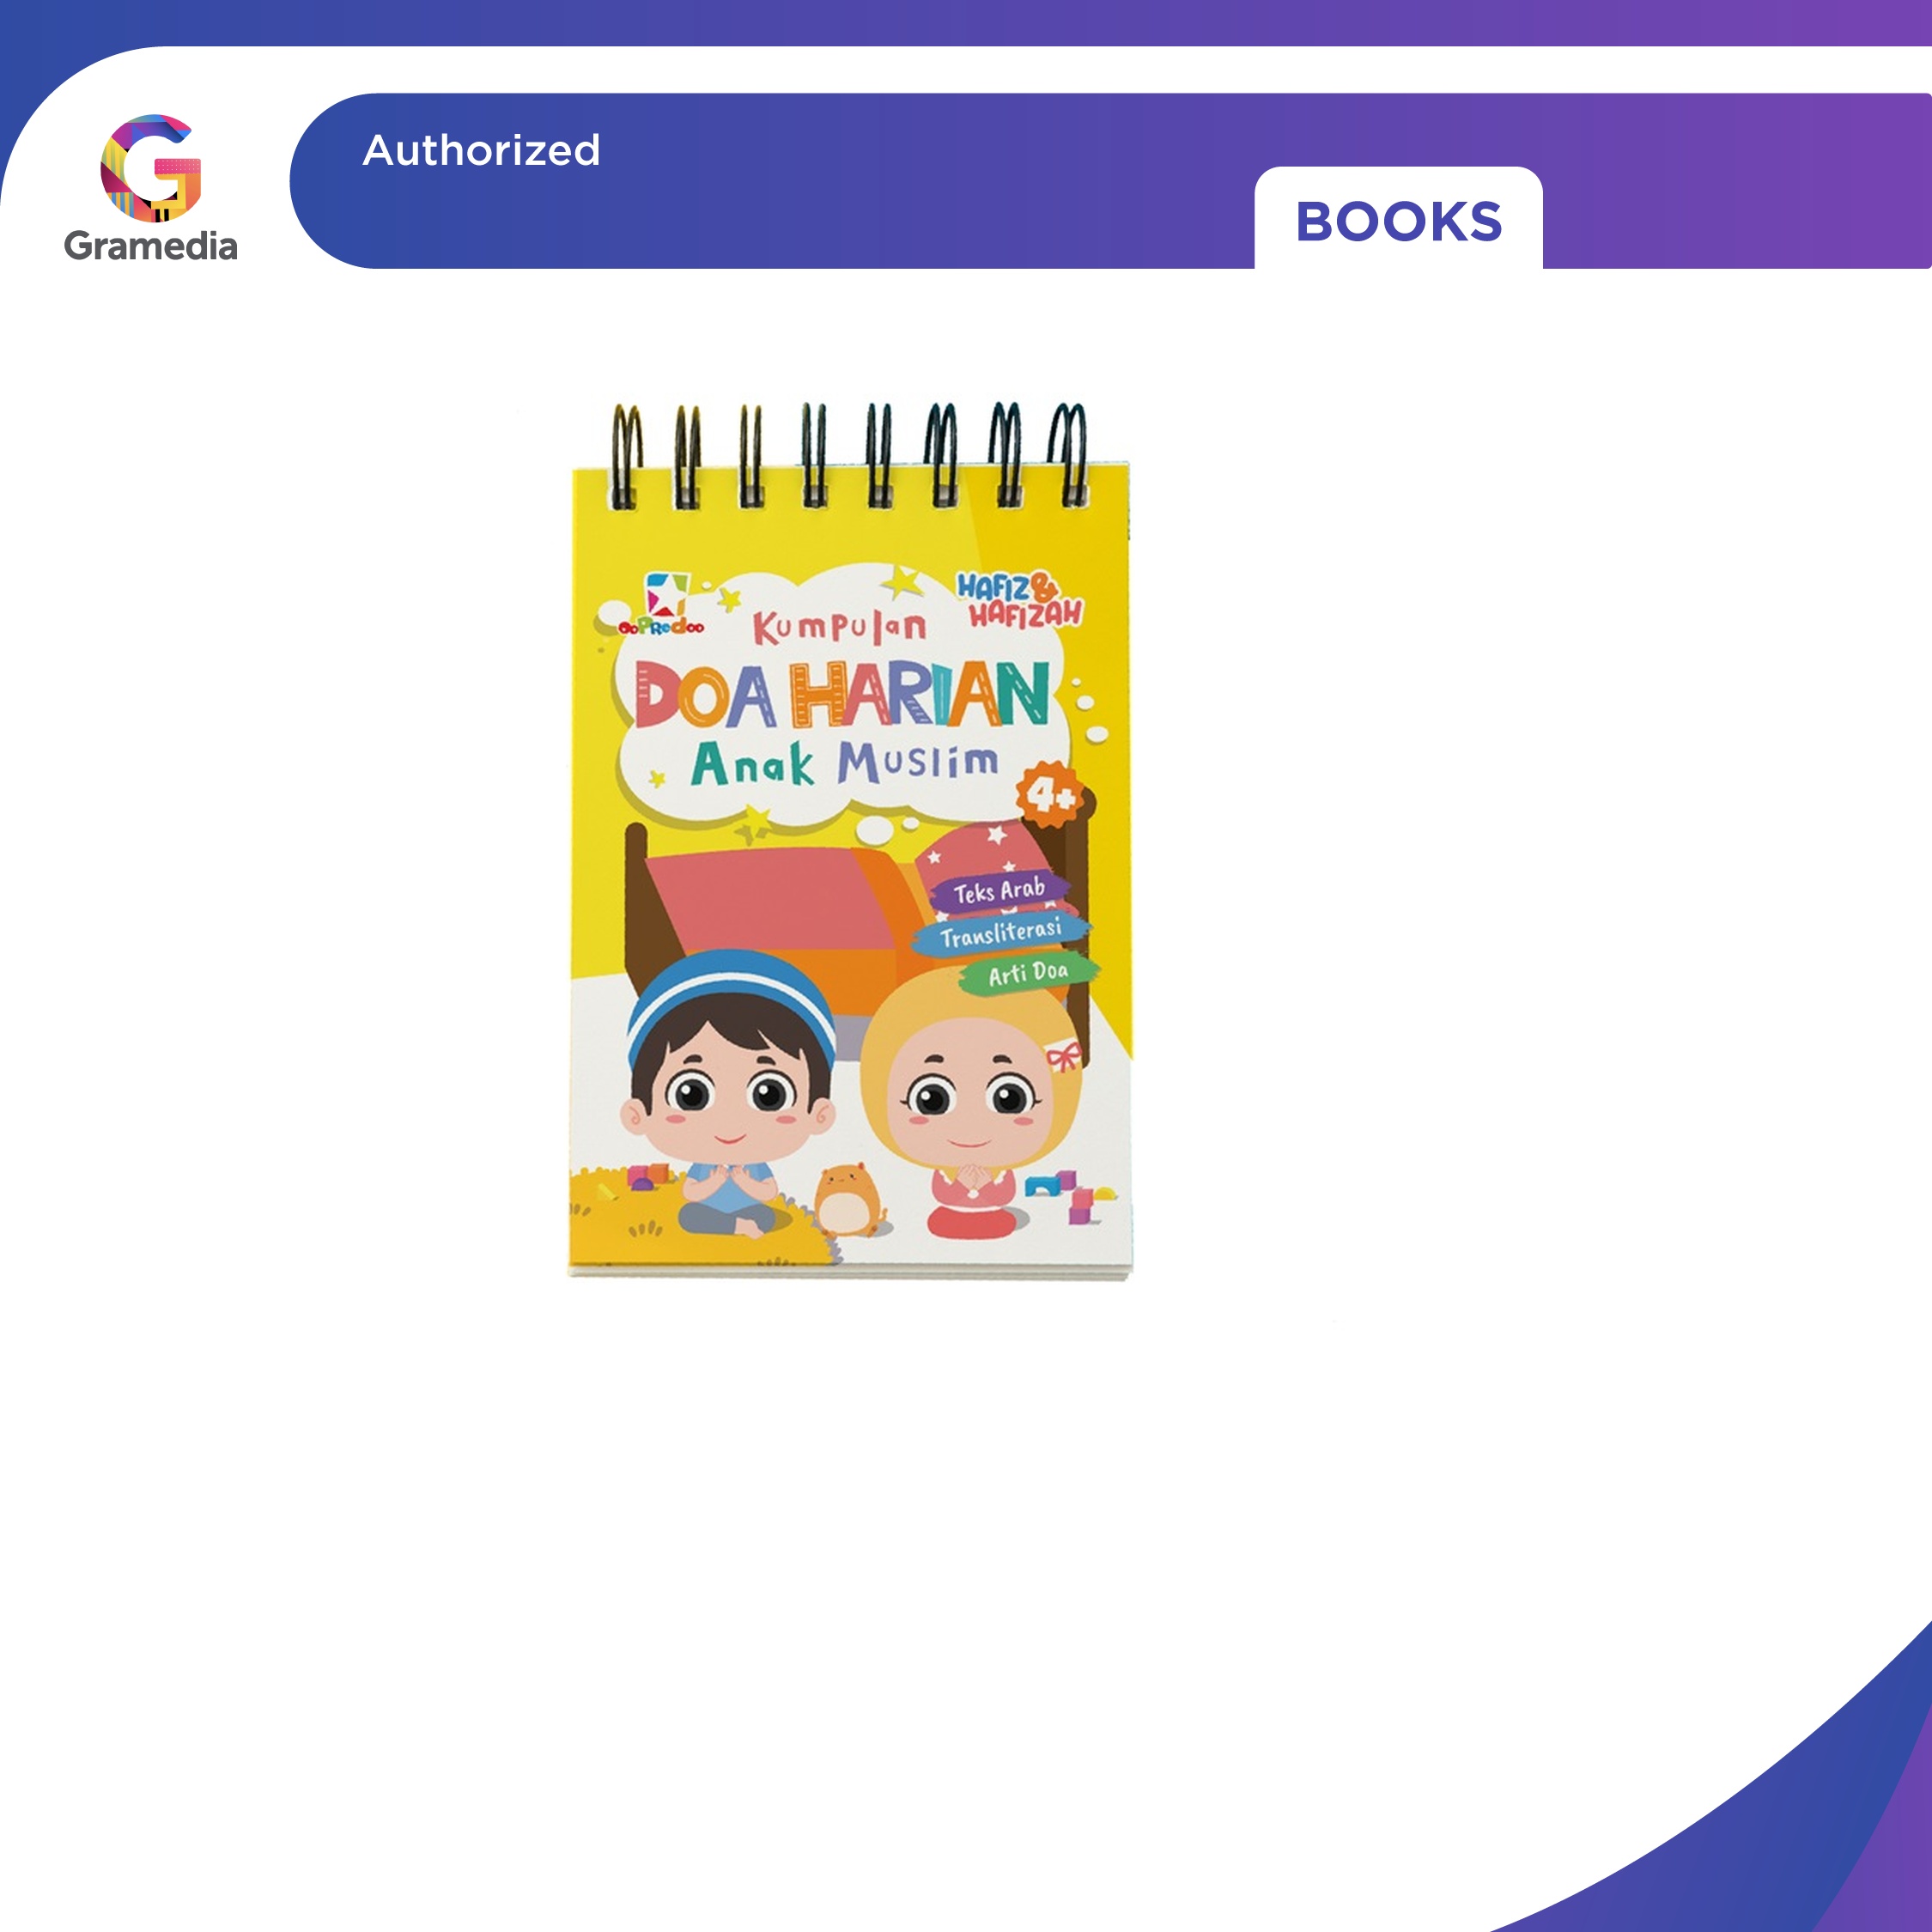 Gramedia
Authorized
BOOKS
ooPRedoo
HAFIZ &
HAFIZAH
Kumpulan
DOA HARIAN
Anak Muslim
4+
Teks Arab
Transliterasi
Arti Doa